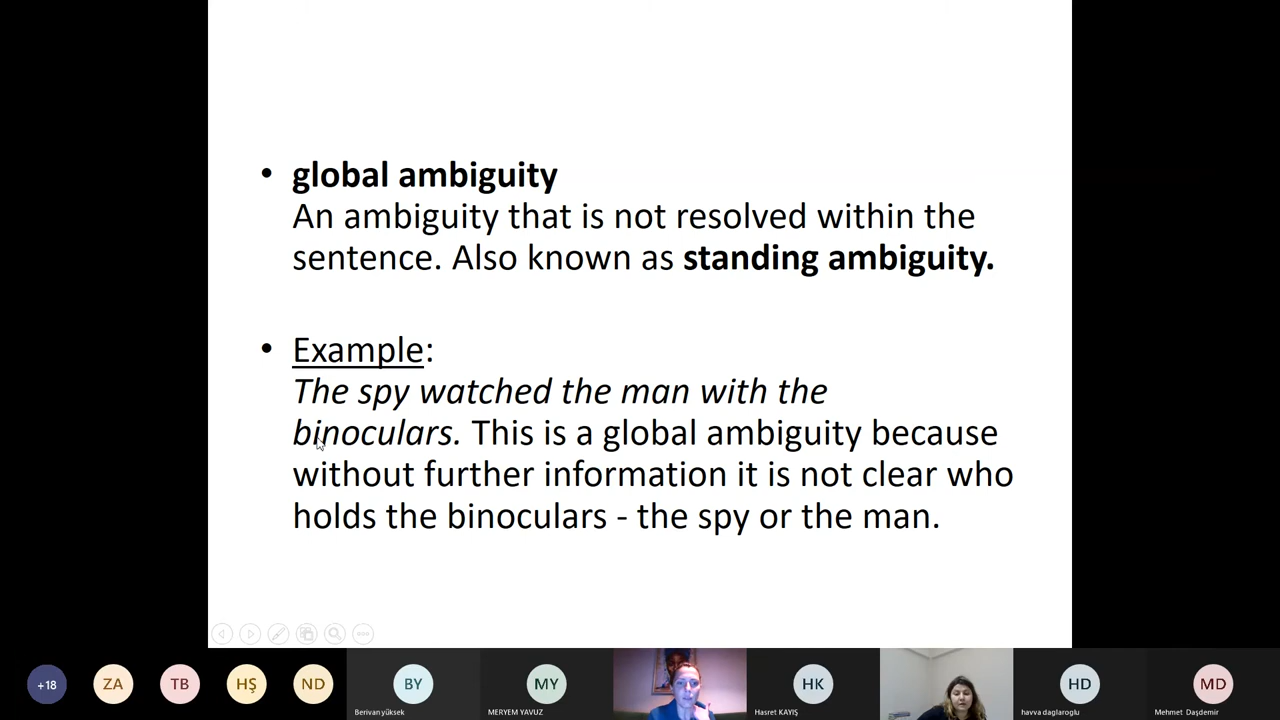 • global ambiguity
An ambiguity that is not resolved within the
sentence. Also known as standing ambiguity.
• Example:
The spy watched the man with the
binoculars. This is a global ambiguity because
without further information it is not clear who
holds the binoculars - the spy or the man.
+18
ZA
TB
HŞ
ND
BY
Berivan yüksek
MY
MERYEM YAVUZ
HK
Hasret KAYIŞ
HD
havva daglaroglu
MD
Mehmet Daşdemir